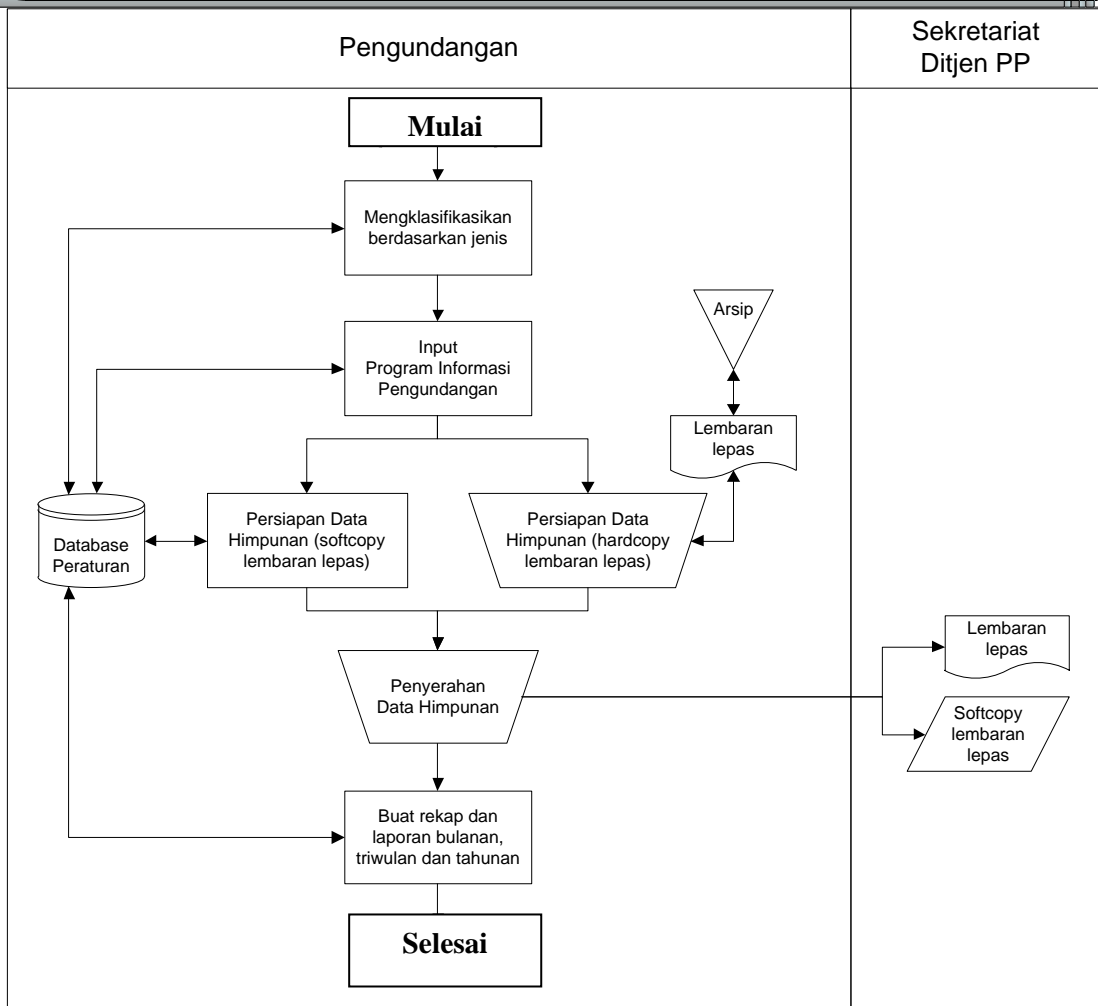 Pengundangan
Sekretariat
Ditjen PP
Mulai
Mengklasifikasikan
berdasarkan jenis
Input
Program Informasi
Pengundangan
Arsip
Lembaran
lepas
Database
Peraturan
Persiapan Data
Himpunan (softcopy
lembaran lepas)
Persiapan Data
Himpunan (hardcopy
lembaran lepas)
Penyerahan
Data Himpunan
Lembaran
lepas
Softcopy
lembaran
lepas
Buat rekap dan
laporan bulanan,
triwulan dan tahunan
Selesai